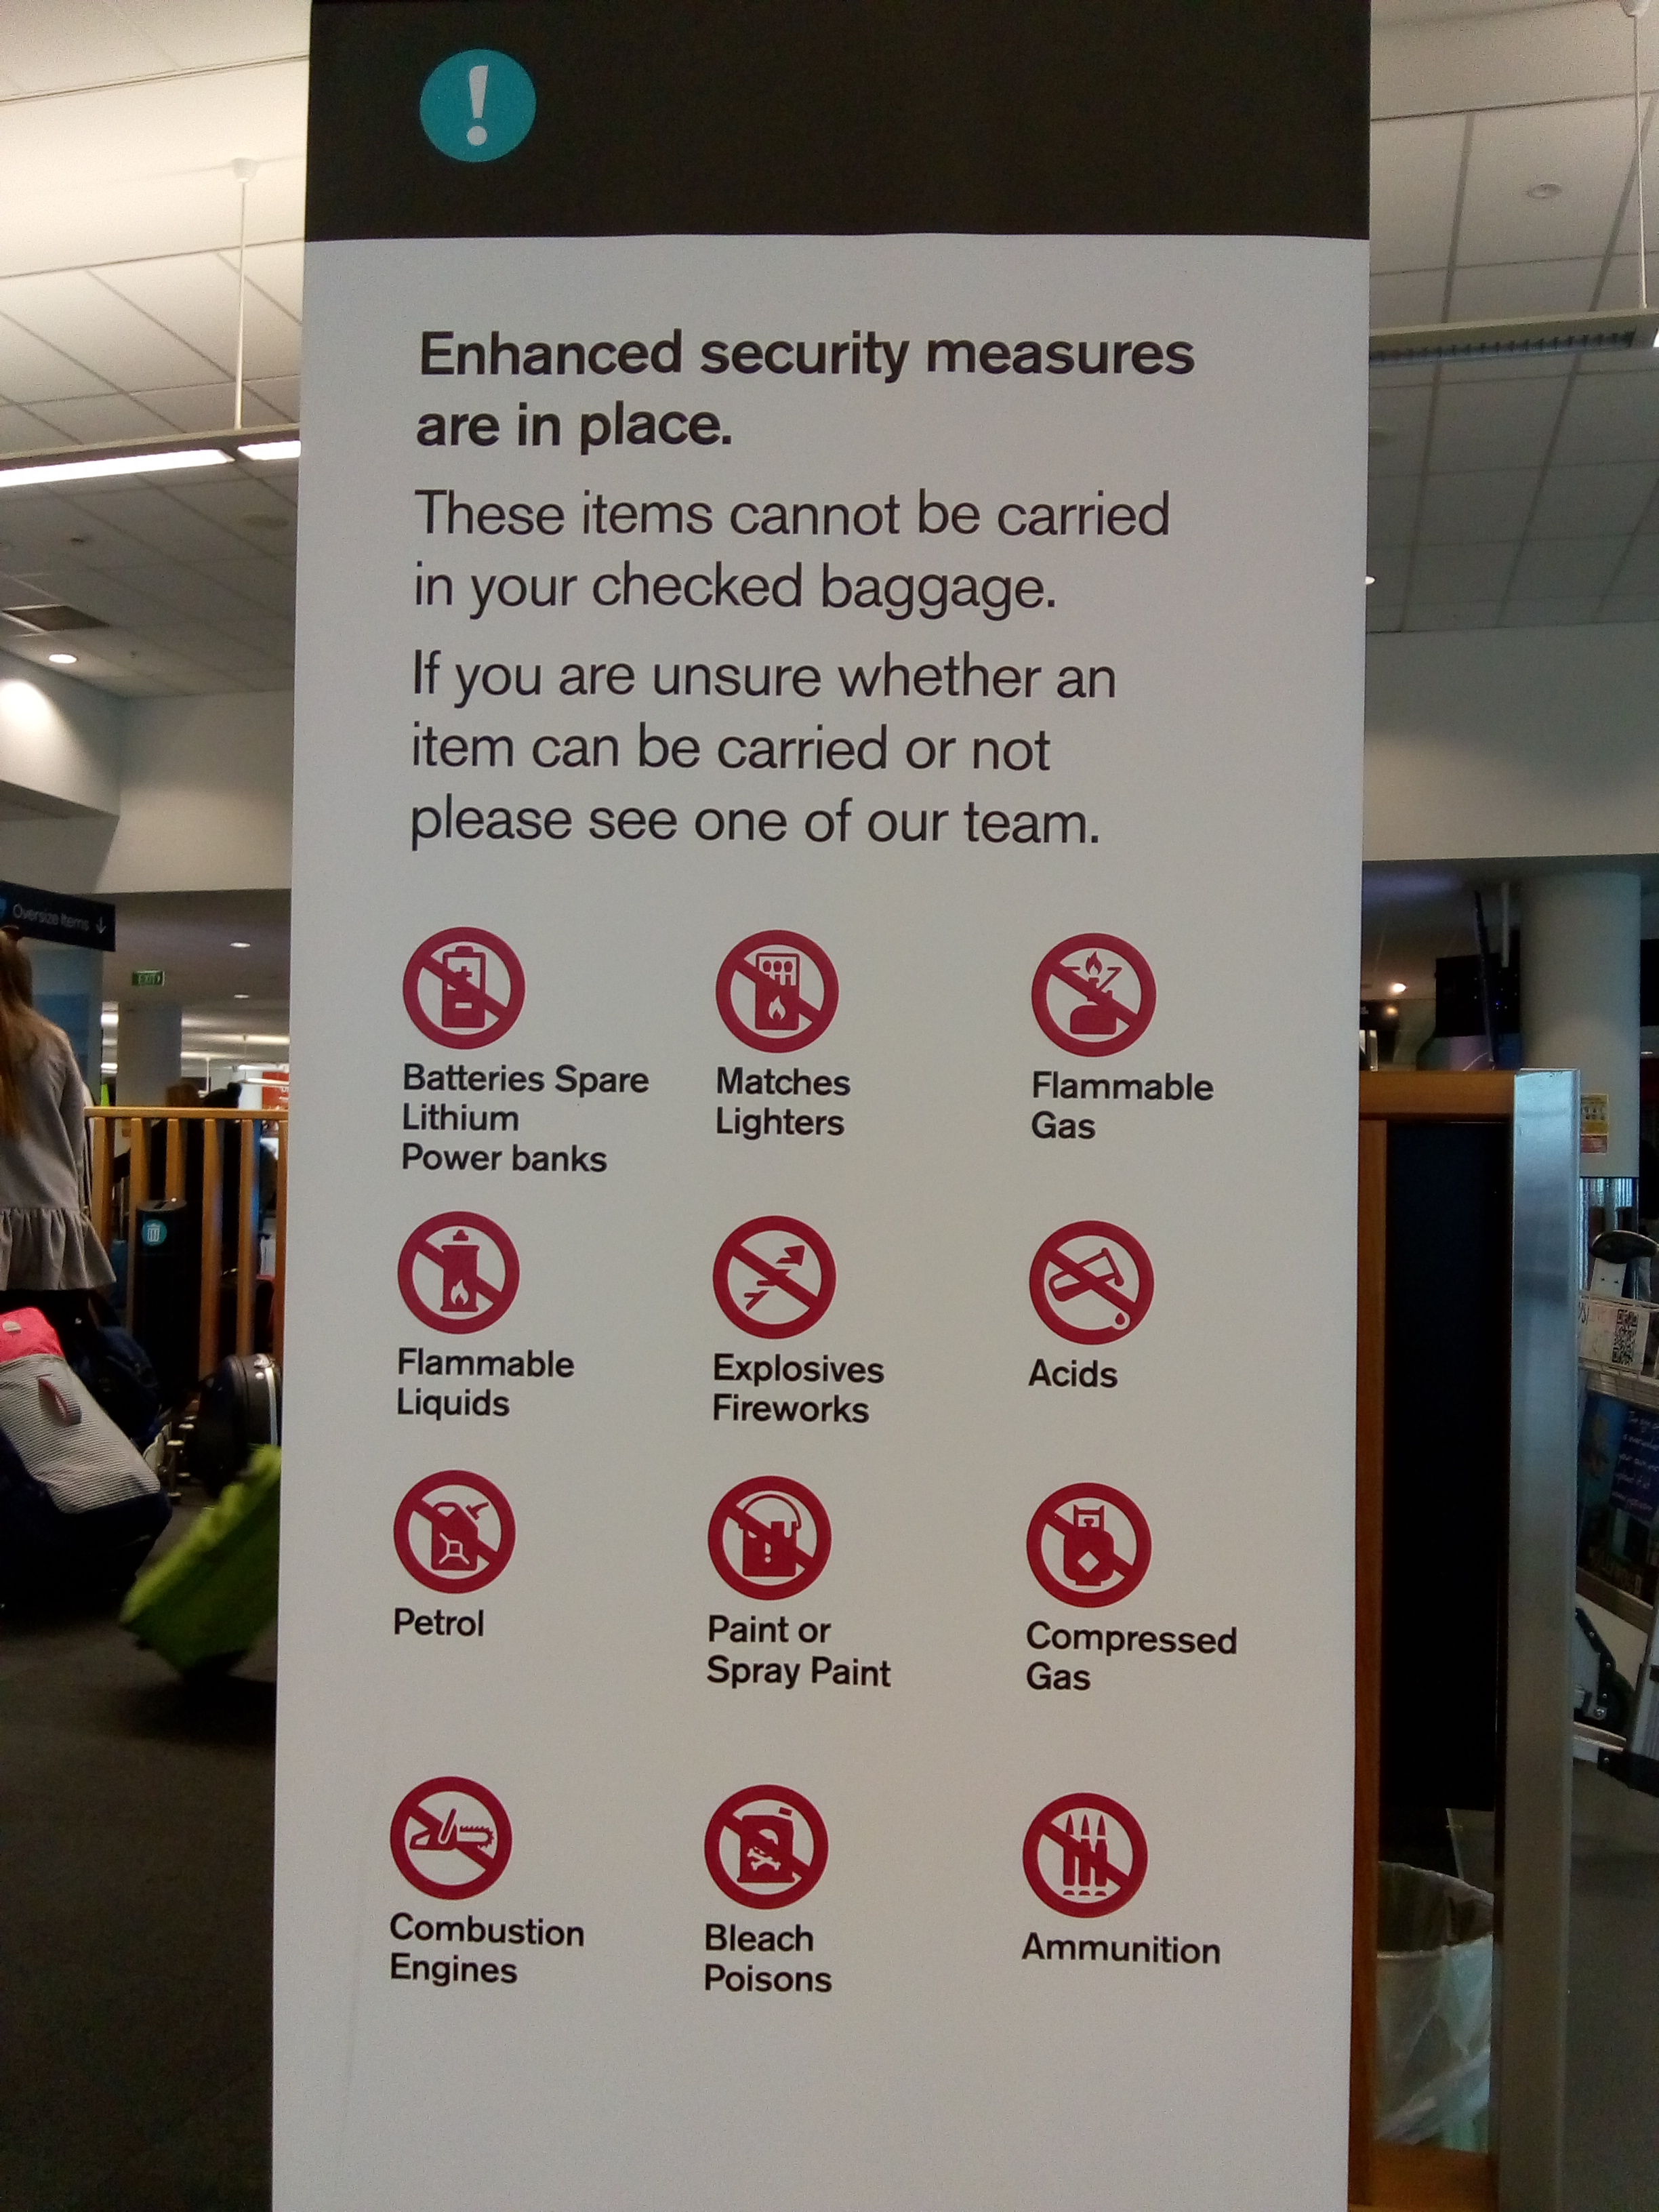 !
Enhanced security measures
are in place.
These items cannot be carried
in your checked baggage.
If you are unsure whether an
item can be carried or not
please see one of our team.
Oversize Items ↓
EXIT
Batteries Spare
Lithium
Power banks
Matches
Lighters
Flammable
Gas
Flammable
Liquids
Explosives
Fireworks
Acids
Petrol
Paint or
Spray Paint
Compressed
Gas
Combustion
Engines
Bleach
Poisons
Ammunition